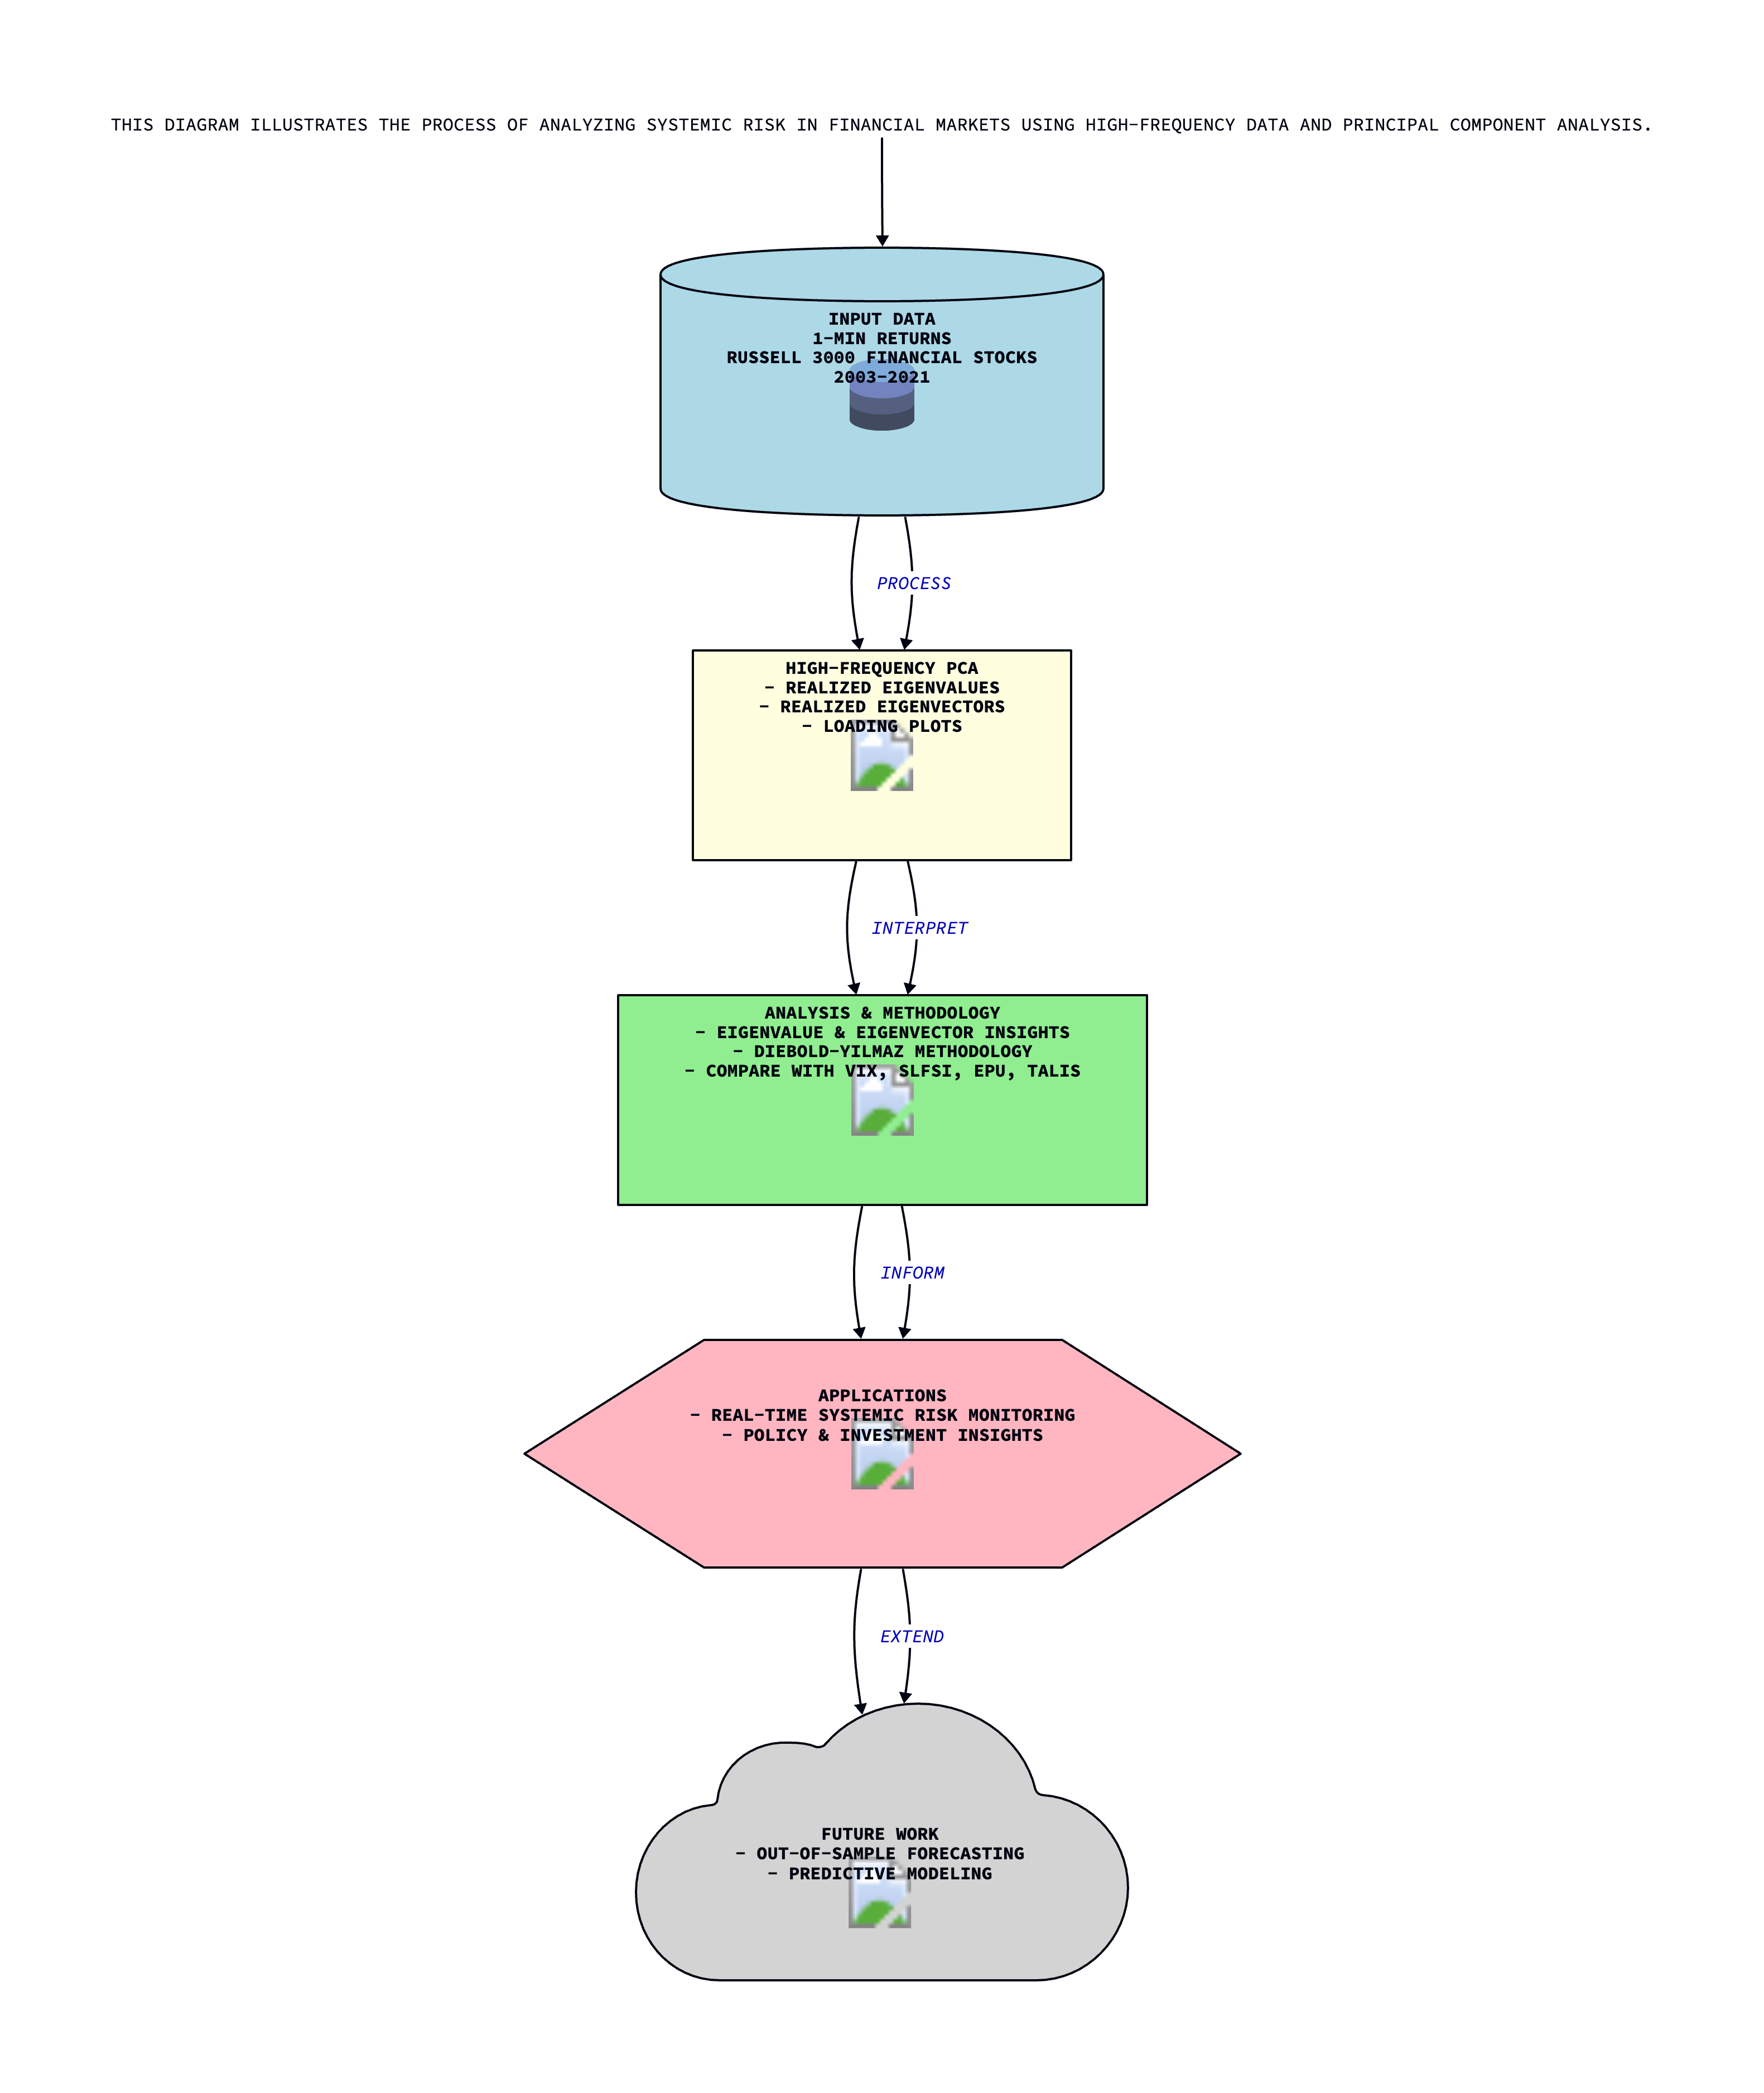 THIS DIAGRAM ILLUSTRATES THE PROCESS OF ANALYZING SYSTEMIC RISK IN FINANCIAL MARKETS USING HIGH-FREQUENCY DATA AND PRINCIPAL COMPONENT ANALYSIS.
INPUT DATA
1-MIN RETURNS
RUSSELL 3000 FINANCIAL STOCKS
2003-2021
PROCESS
HIGH-FREQUENCY PCA
- REALIZED EIGENVALUES
- REALIZED EIGENVECTORS
- LOADING PLOTS
INTERPRET
ANALYSIS & METHODOLOGY
- EIGENVALUE & EIGENVECTOR INSIGHTS
- DIEBOLD-YILMAZ METHODOLOGY
- COMPARE WITH VIX, SLFSI, EPU, TALIS
INFORM
APPLICATIONS
- REAL-TIME SYSTEMIC RISK MONITORING
- POLICY & INVESTMENT INSIGHTS
EXTEND
FUTURE WORK
- OUT-OF-SAMPLE FORECASTING
- PREDICTIVE MODELING